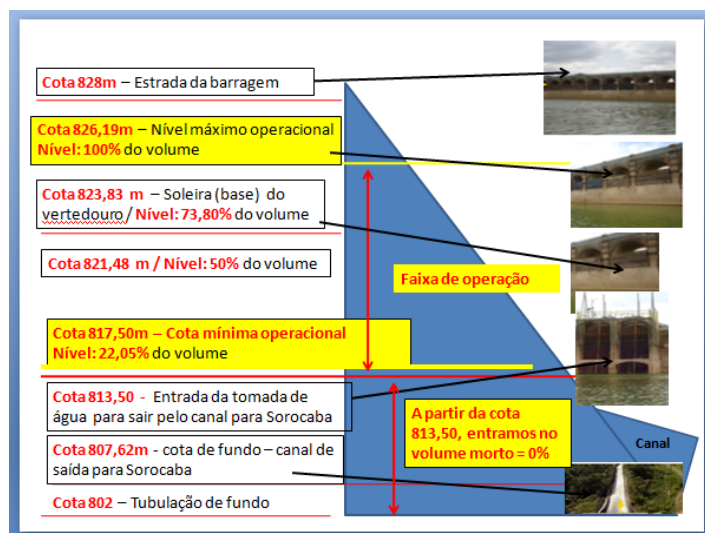 Cota 828m – Estrada da barragem
Cota 826,19m – Nível máximo operacional
Nível: 100% do volume
Cota 823,83 m – Soleira (base) do
vertedouro/ Nível: 73,80% do volume
Cota 821,48 m / Nível: 50% do volume
Faixa de operação
Cota 817,50m – Cota mínima operacional
Nível: 22,05% do volume
Cota 813,50 - Entrada da tomada de
água para sair pelo canal para Sorocaba
A partir da cota
813,50, entramos no
volume morto = 0%
Canal
Cota 807,62m - cota de fundo – canal de
saída para Sorocaba
Cota 802 – Tubulação de fundo